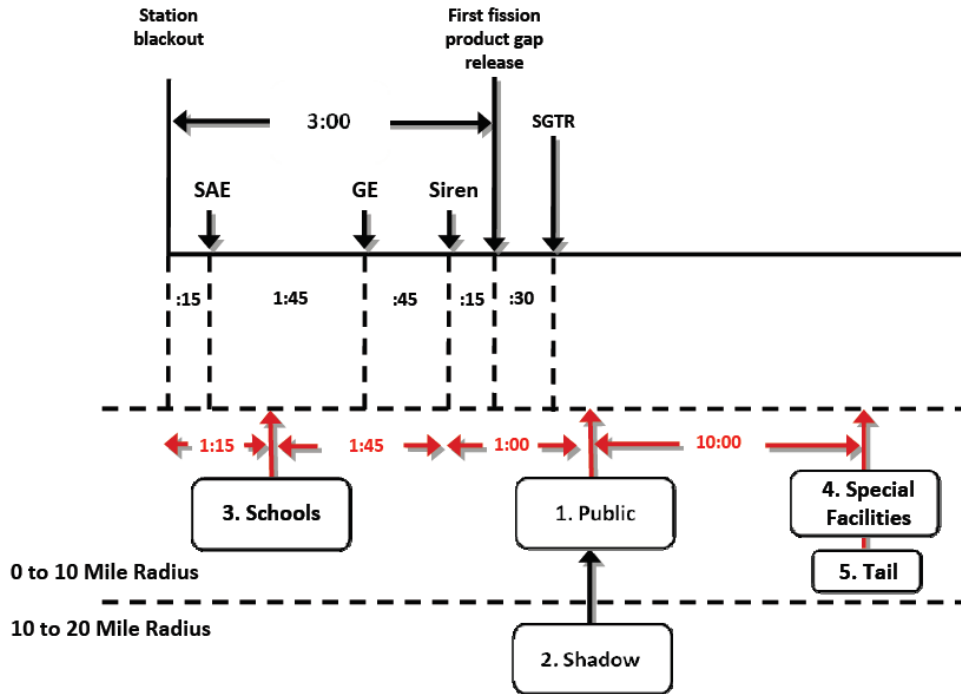 Station
blackout
First fission
product gap
release
3:00
SGTR
SAE
GE
Siren
:15
1:45
:45
:15
:30
1:15
1:45
1:00
10:00
3. Schools
1. Public
4. Special
Facilities
5. Tail
0 to 10 Mile Radius
10 to 20 Mile Radius
2. Shadow